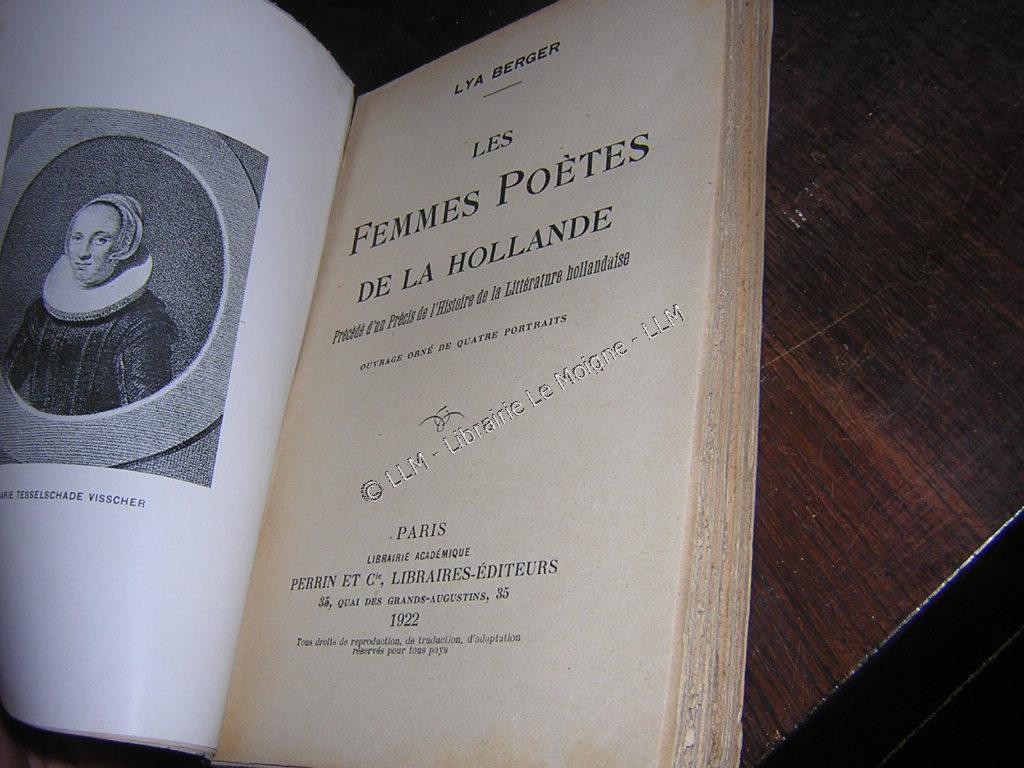 ARIE TESSELSCHADE VISSCHER
LYA BERGER
LES
FEMMES POÈTES
DE LA HOLLANDE
Précédé d'un Précis de l'Histoire de la Littérature hollandaise
OUVRAGE ORNÉ DE QUATRE PORTRAITS
© LLM - Librairie Le Moigne - LLM
PARIS
LIBRAIRIE ACADÉMIQUE
PERRIN ET Cie, LIBRAIRES-ÉDITEURS
35, QUAI DES GRANDS-AUGUSTINS, 35
1922
Tous droits de reproduction, de traduction, d'adaptation
réservés pour tous pays